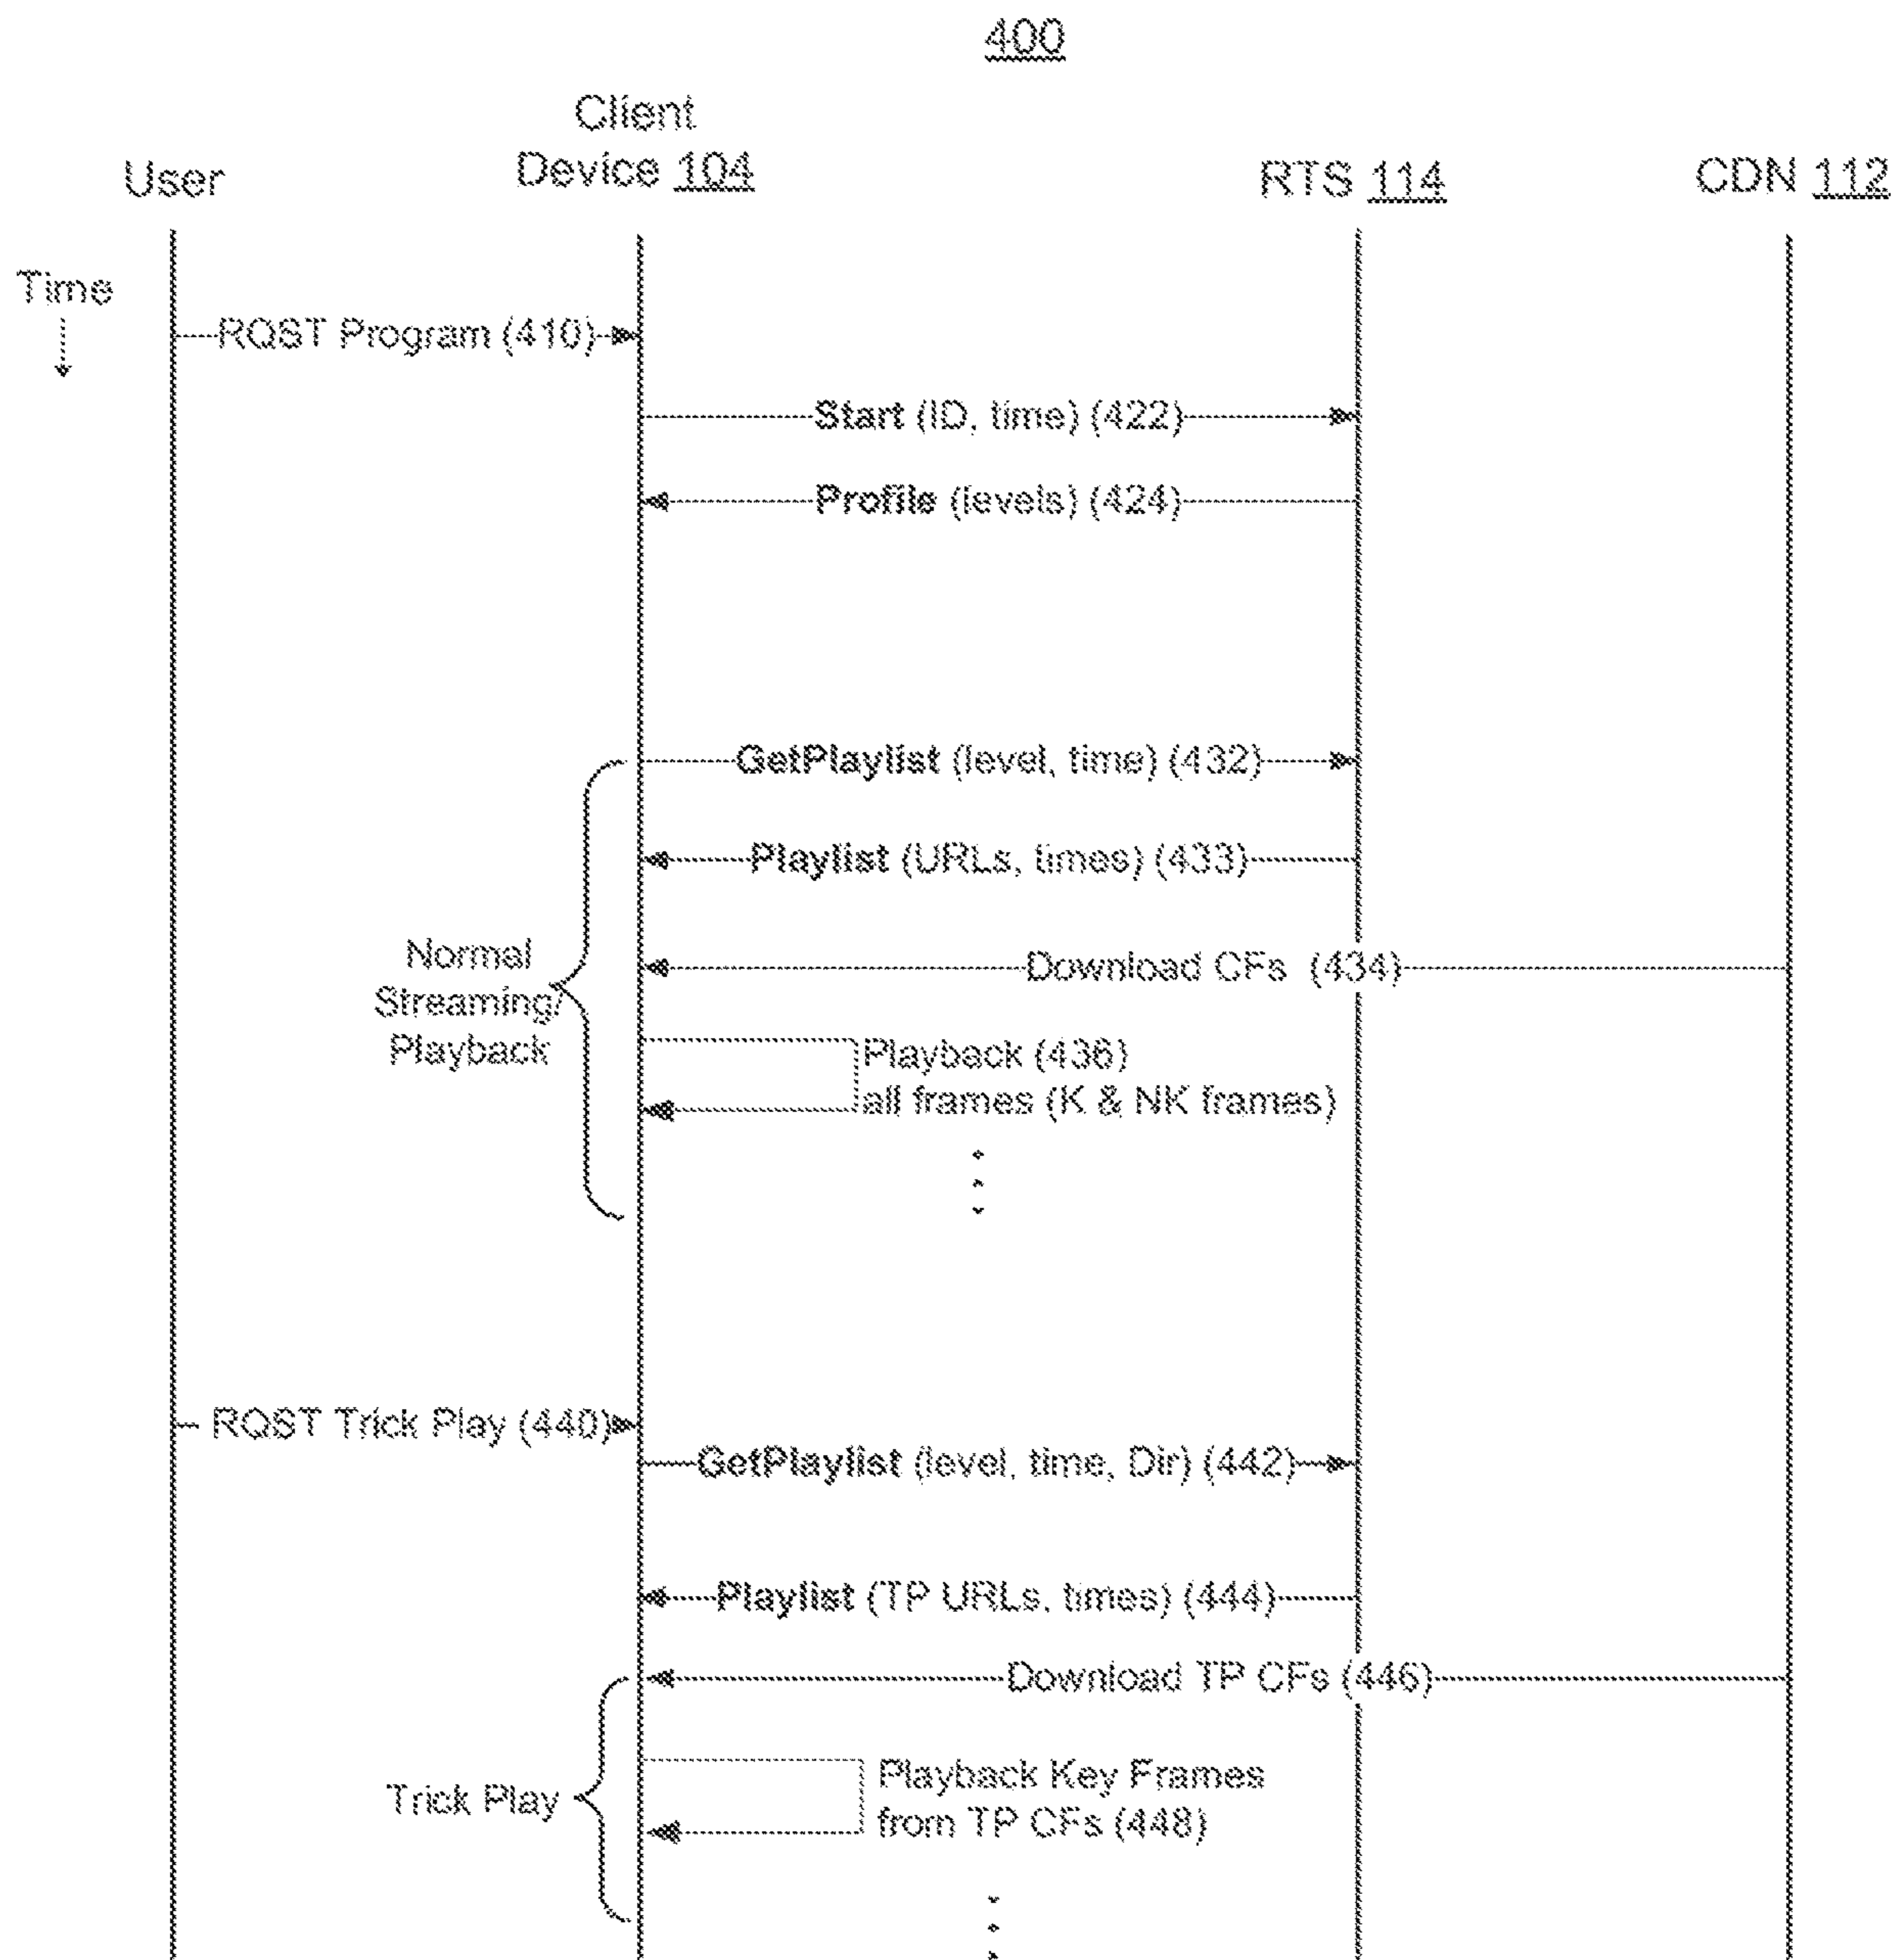 400
Client
User
Device 104
RTS 114
CDN 112
Time
RQST Program (410)
Start (ID, time) (422)
Profile (levels) (424)
GetPlaylist (level, time) (432)
Playlist (URLs, times) (433)
Download CFs (434)
Normal
Streaming/
Playback
Playback (436)
all frames (K & NK frames)
RQST Trick Play (440)
GetPlaylist (level, time, Dir) (442)
Playlist (TP URLs, times) (444)
Download TP CFs (446)
Trick Play
Playback Key Frames
from TP CFs (448)